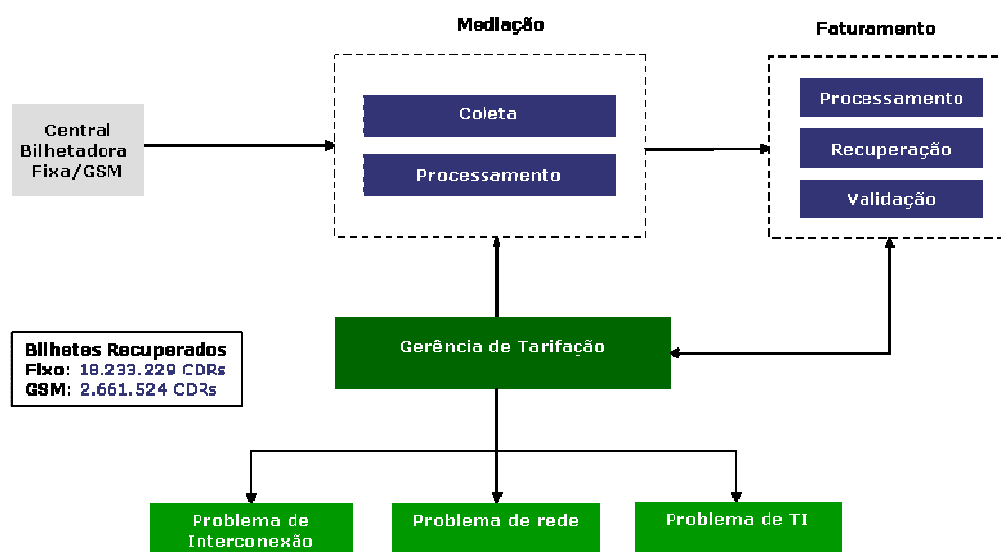 Mediação
Faturamento
Central
Bilhetadora
Fixa/GSM
Coleta
Processamento
Processamento
Recuperação
Validação
Gerência de Tarifação
Bilhetes Recuperados
Fixo: 18.233.229 CDRs
GSM: 2.661.524 CDRs
Problema de
Interconexão
Problema de rede
Problema de TI